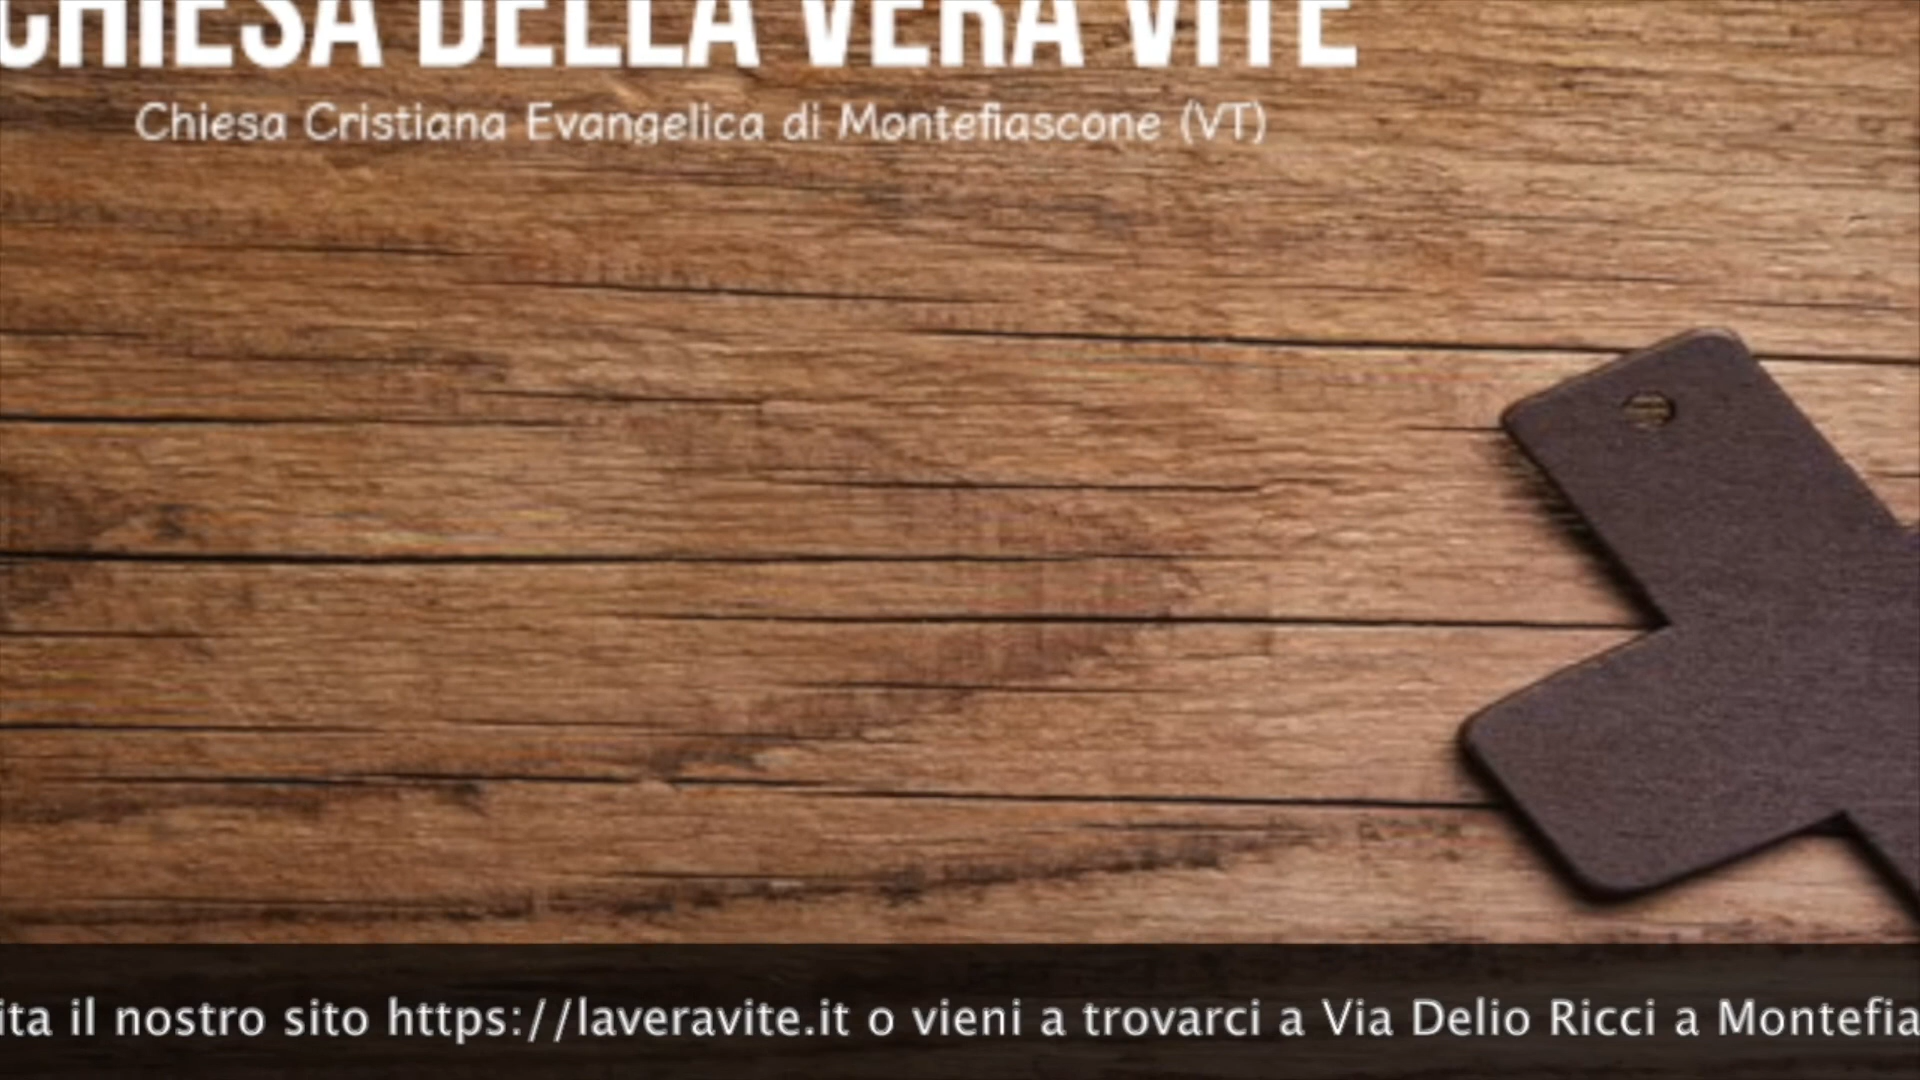 CHIESA DELLA VERA VITE
Chiesa Cristiana Evangelica di Montefiascone (VT)
ita il nostro sito https://laveravite.it o vieni a trovarci a Via Delio Ricci a Montefia